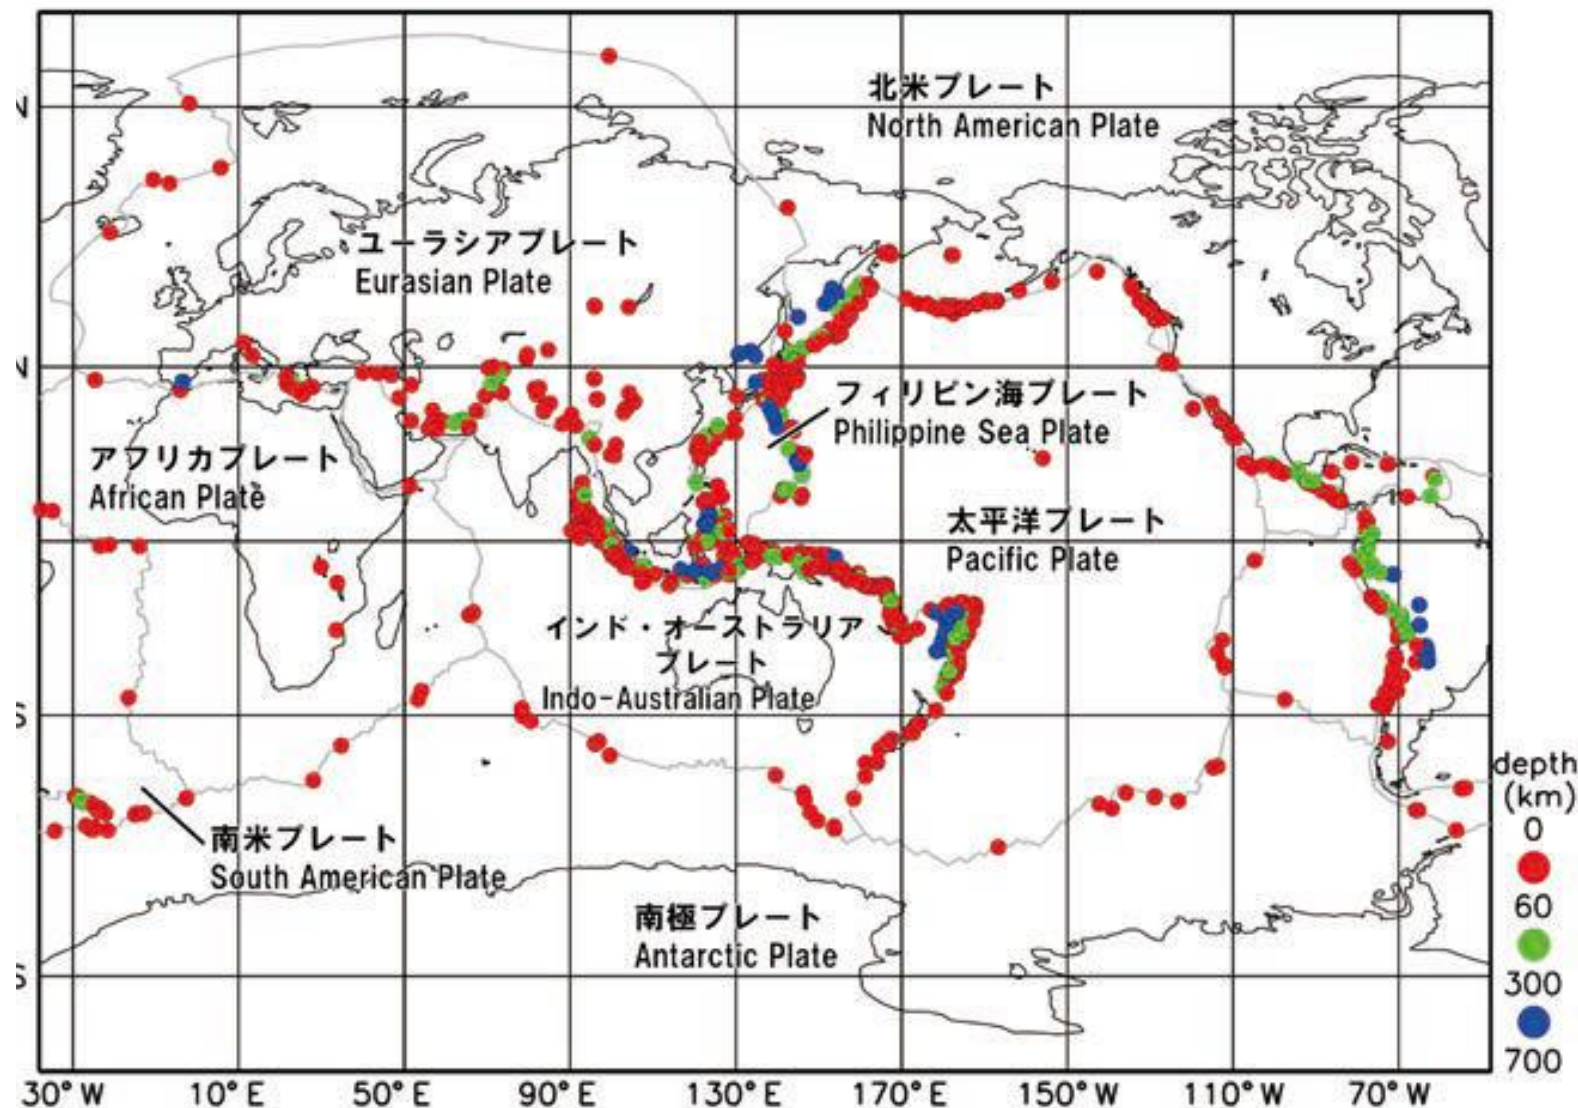 北米プレート
North American Plate
ユーラシアプレート
Eurasian Plate
フィリピン海プレート
Philippine Sea Plate
アフリカプレート
African Plate
太平洋プレート
Pacific Plate
インド・オーストラリア
プレート
Indo-Australian Plate
南米プレート
South American Plate
南極プレート
Antarctic Plate
depth
(km)
0
60
300
700
30°W 10°E 50°E 90°E 130°E 170°E 150°W 110°W 70°W